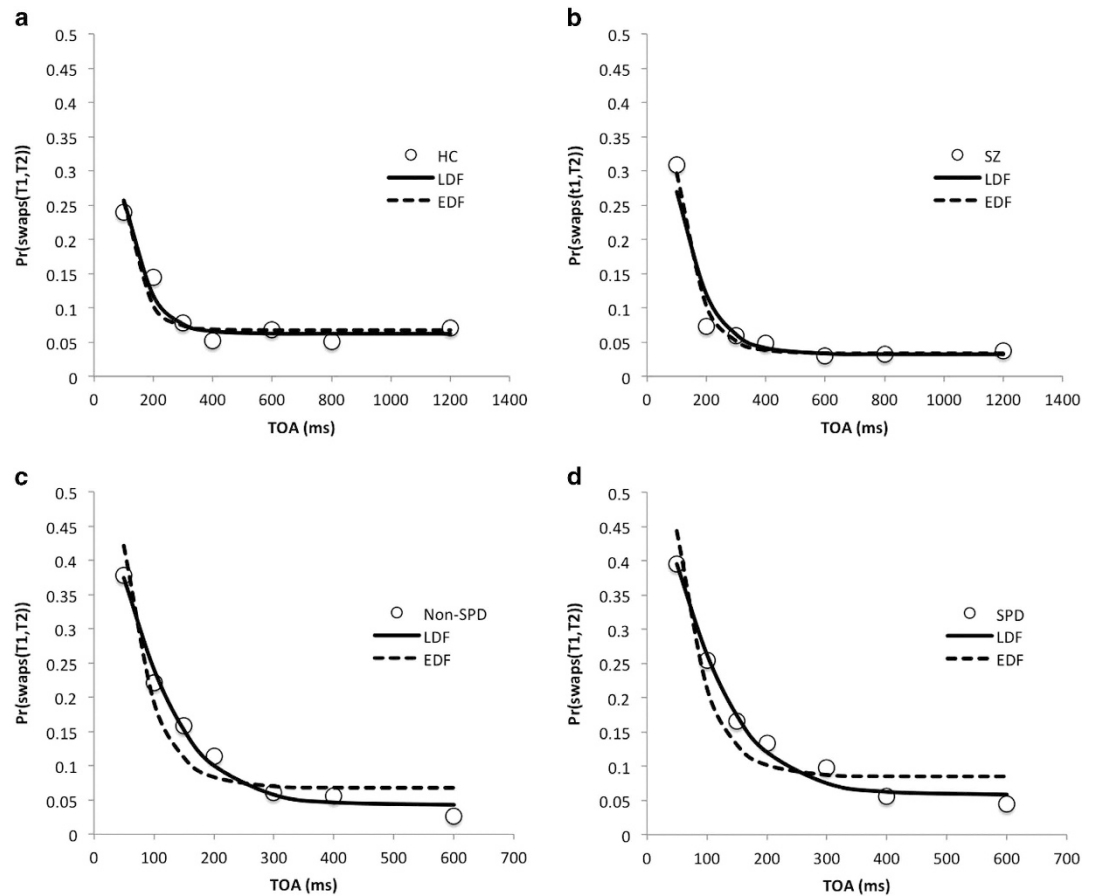 a
0.5
0.45
0.4
0.35
0.3
0.25
0.2
0.15
0.1
0.05
0
Pr(swaps(T1,T2))
HC
LDF
EDF
0 200 400 600 800 1000 1200 1400
TOA (ms)
b
0.5
0.45
0.4
0.35
0.3
0.25
0.2
0.15
0.1
0.05
0
Pr(swaps(t1,T2))
SZ
LDF
EDF
0 200 400 600 800 1000 1200 1400
TOA (ms)
c
0.5
0.45
0.4
0.35
0.3
0.25
0.2
0.15
0.1
0.05
0
Pr(swaps(T1,T2))
Non-SPD
LDF
EDF
0 100 200 300 400 500 600 700
TOA (ms)
d
0.5
0.45
0.4
0.35
0.3
0.25
0.2
0.15
0.1
0.05
0
Pr(swaps(T1,T2))
SPD
LDF
EDF
0 100 200 300 400 500 600 700
TOA (ms)